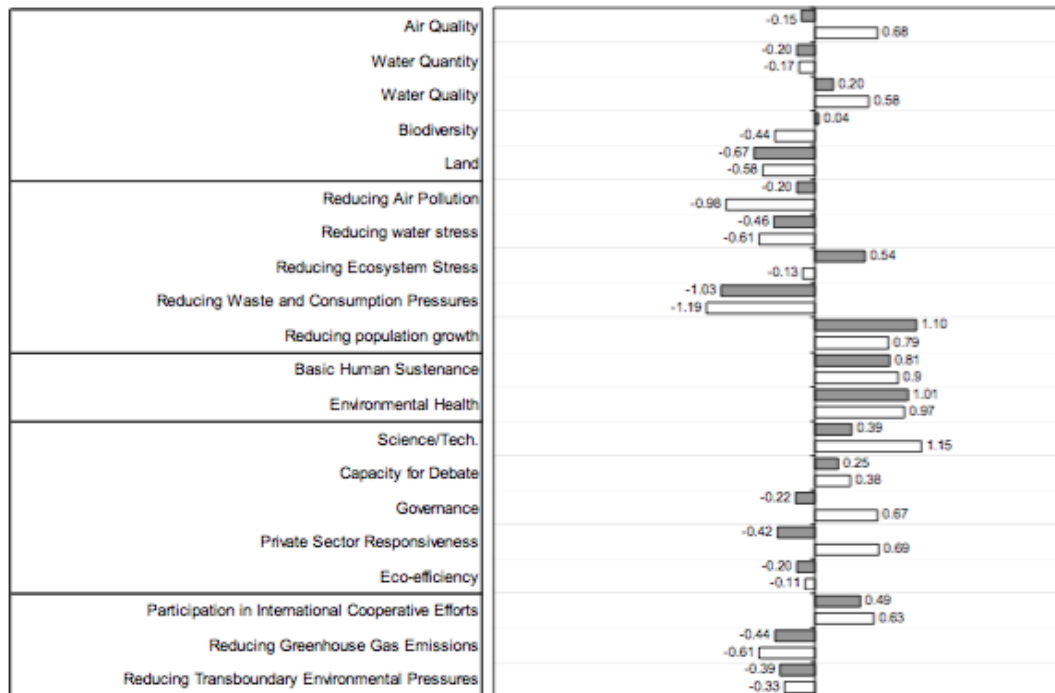 -0.15
Air Quality
0.68
-0.20
Water Quantity
-0.17
0.20
Water Quality
0.58
0.04
Biodiversity
-0.44
-0.67
Land
-0.58
-0.20
Reducing Air Pollution
-0.98
-0.46
Reducing water stress
-0.61
0.54
Reducing Ecosystem Stress
-0.13
-1.03
Reducing Waste and Consumption Pressures
-1.19
1.10
Reducing population growth
0.79
0.81
Basic Human Sustenance
0.9
1.01
Environmental Health
0.97
0.39
Science/Tech.
1.15
0.25
Capacity for Debate
0.38
-0.22
Governance
0.67
-0.42
Private Sector Responsiveness
0.69
-0.20
Eco-efficiency
-0.11
0.49
Participation in International Cooperative Efforts
0.63
-0.44
Reducing Greenhouse Gas Emissions
-0.61
-0.39
Reducing Transboundary Environmental Pressures
-0.33